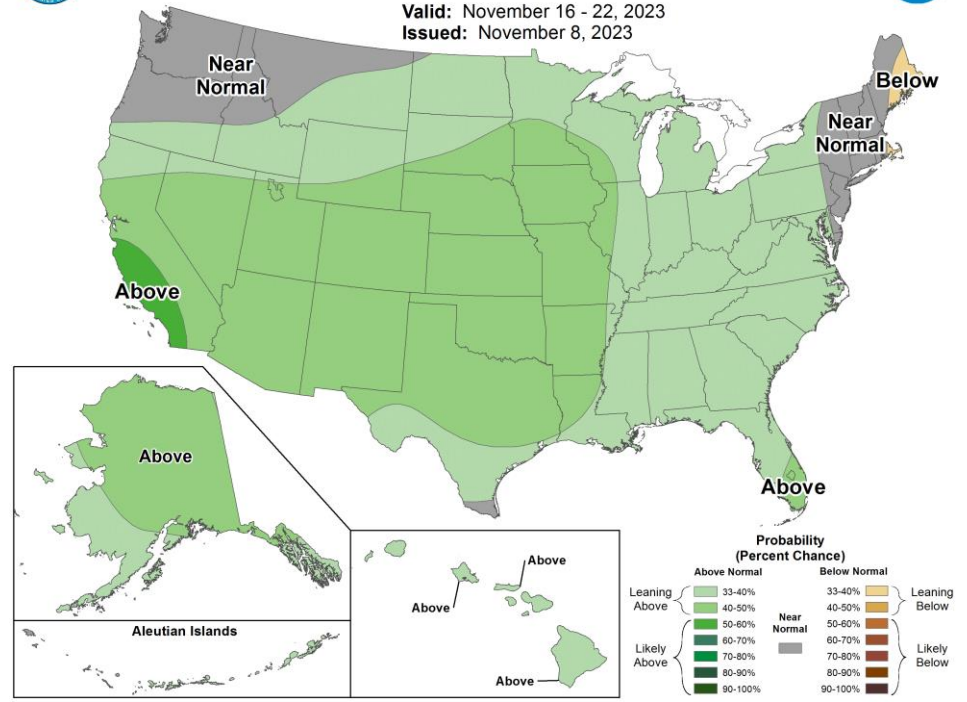 Valid: November 16 - 22, 2023
Issued: November 8, 2023
Near
Normal
Below
Near
Normal
Above
Above
Above
Above
Above
Above
Aleutian Islands
Probability
(Percent Chance)
Above Normal
Below Normal
Leaning
Above
33-40%
40-50%
Likely
Above
50-60%
60-70%
70-80%
80-90%
90-100%
Near
Normal
33-40%
40-50%
Leaning
Below
50-60%
60-70%
70-80%
80-90%
90-100%
Likely
Below